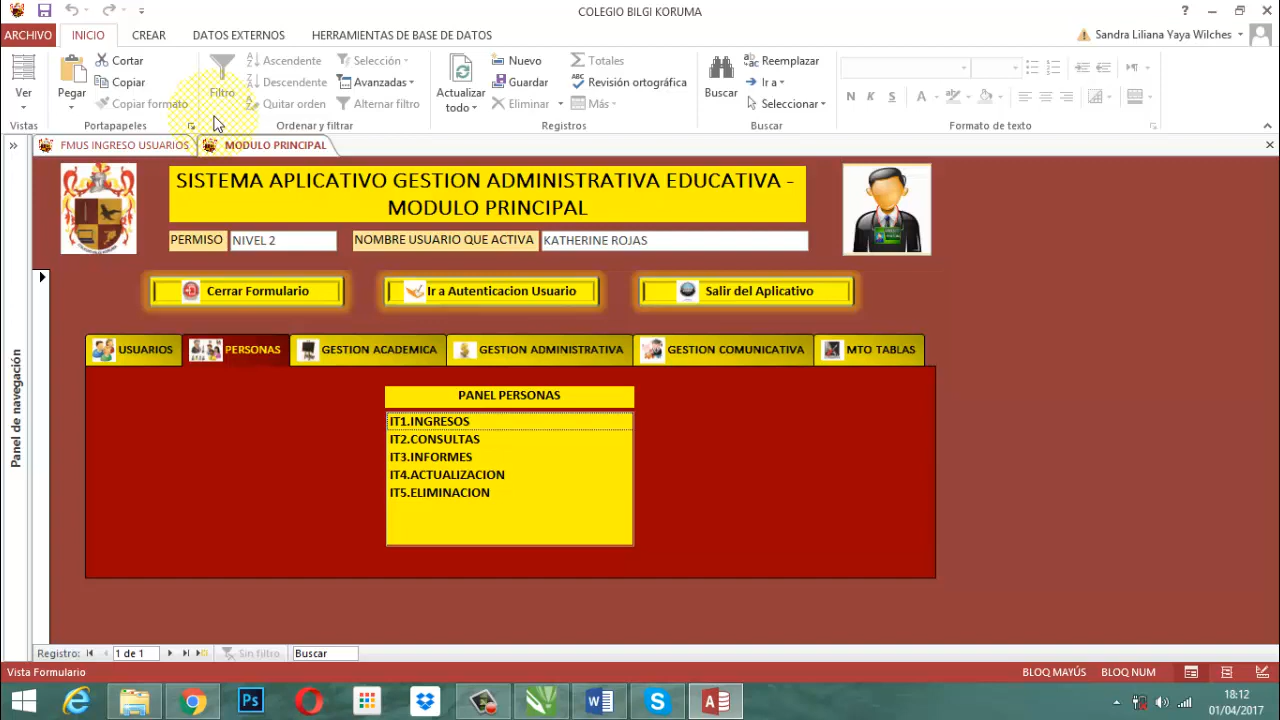 COLEGIO BILGI KORUMA
ARCHIVO INICIO CREAR DATOS EXTERNOS HERRAMIENTAS DE BASE DE DATOS Sandra Liliana Yaya Wilches
Ver
Vistas
Pegar
Cortar
Copiar
Copiar formato
Portapapeles
Filtro
Ascendente
Descendente
Quitar orden
Selección
Avanzadas
Alternar filtro
Ordenar y filtrar
Actualizar todo
Nuevo
Guardar
Eliminar
Totales
Revisión ortográfica
Más
Registros
Buscar
Reemplazar
Ir a
Seleccionar
Buscar
N K S
Formato de texto
FMUS INGRESO USUARIOS MODULO PRINCIPAL
SISTEMA APLICATIVO GESTION ADMINISTRATIVA EDUCATIVA -
MODULO PRINCIPAL
PERMISO NIVEL 2 NOMBRE USUARIO QUE ACTIVA KATHERINE ROJAS
Cerrar Formulario Ir a Autenticacion Usuario Salir del Aplicativo
USUARIOS PERSONAS GESTION ACADEMICA GESTION ADMINISTRATIVA GESTION COMUNICATIVA MTO TABLAS
PANEL PERSONAS
IT1.INGRESOS
IT2.CONSULTAS
IT3.INFORMES
IT4.ACTUALIZACION
IT5.ELIMINACION
Panel de navegación
Registro: 1 de 1 Sin filtro Buscar
Vista Formulario BLOQ MAYÚS BLOQ NUM
18:12
01/04/2017